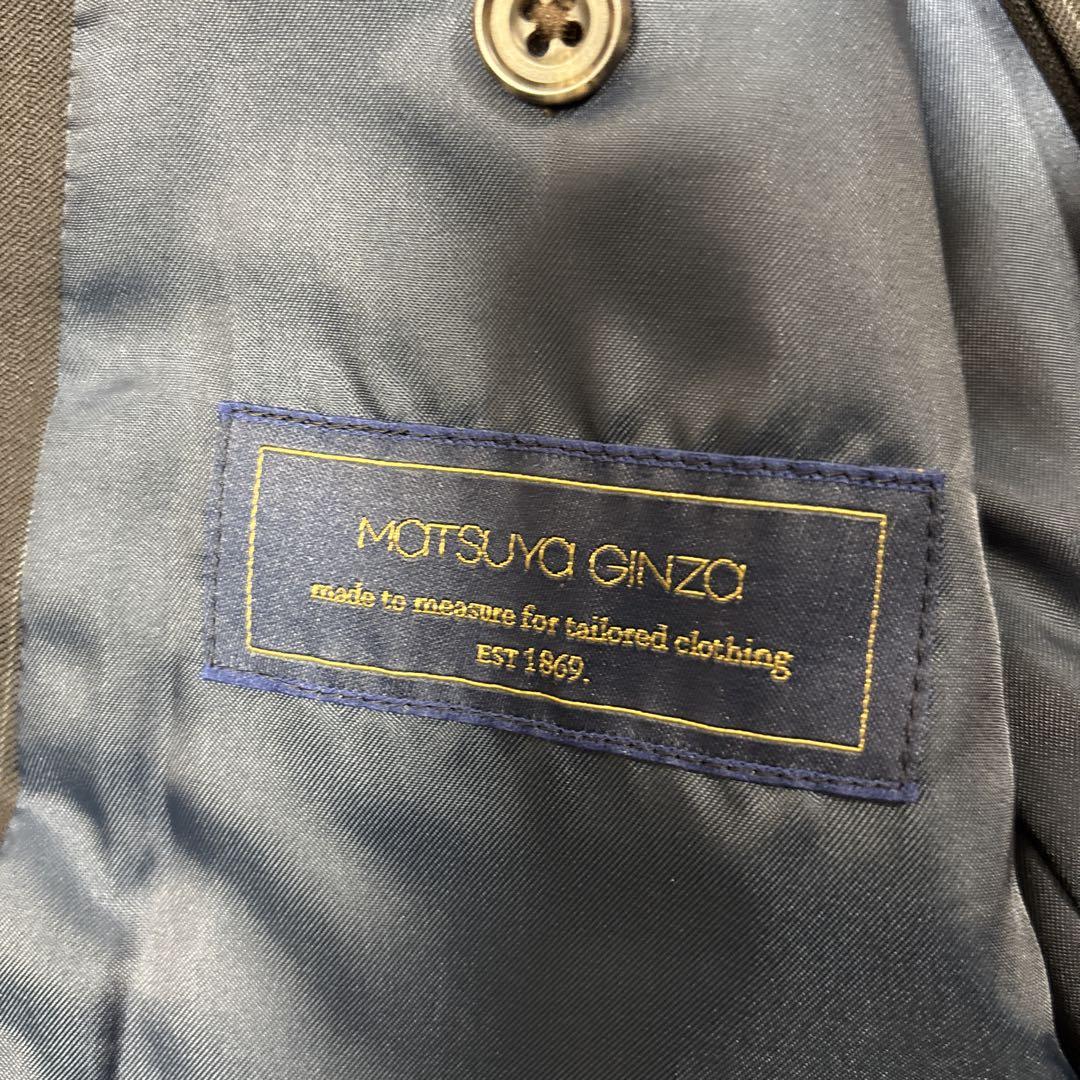 MATSUYA GINZA
made to measure for tailored clothing
EST 1869.